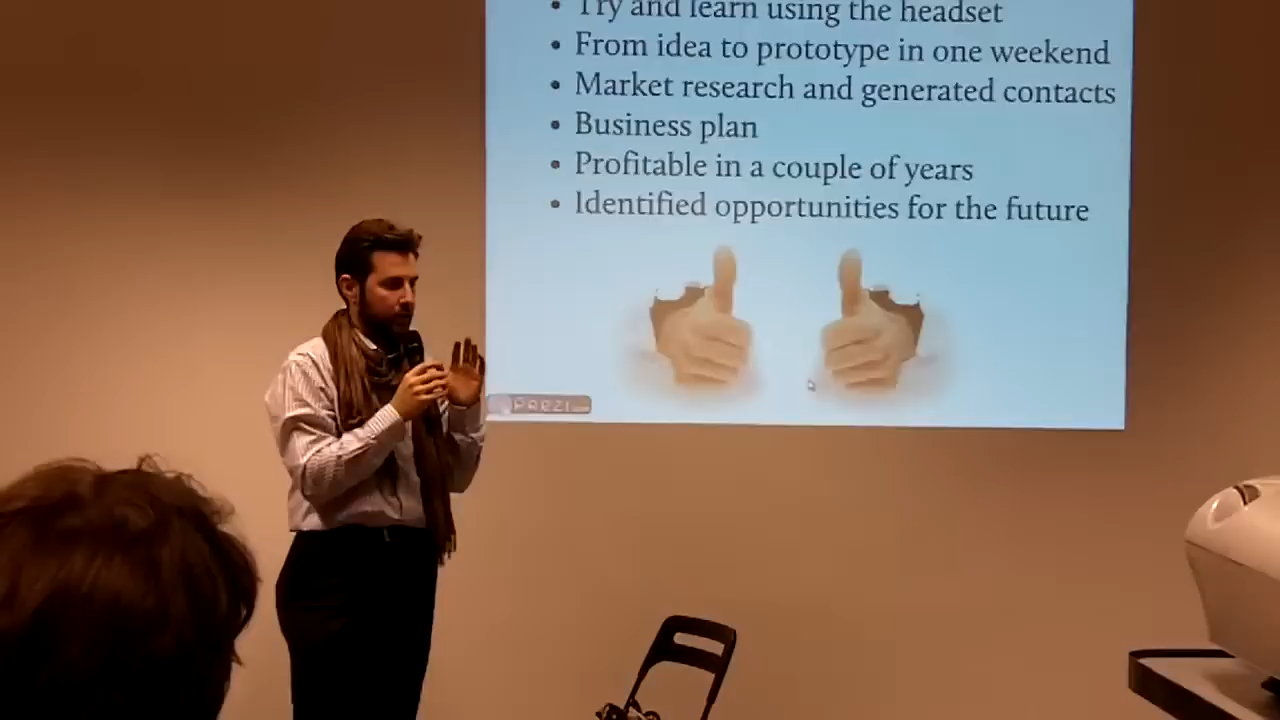 • Try and learn using the headset
• From idea to prototype in one weekend
• Market research and generated contacts
• Business plan
• Profitable in a couple of years
• Identified opportunities for the future
PREZI